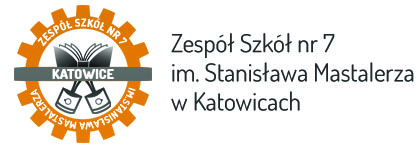 ZESPÓŁ SZKÓŁ NR 7
KATOWICE
IM. STANISŁAWA MASTALERZA
Zespół Szkół nr 7
im. Stanisława Mastalerza
w Katowicach